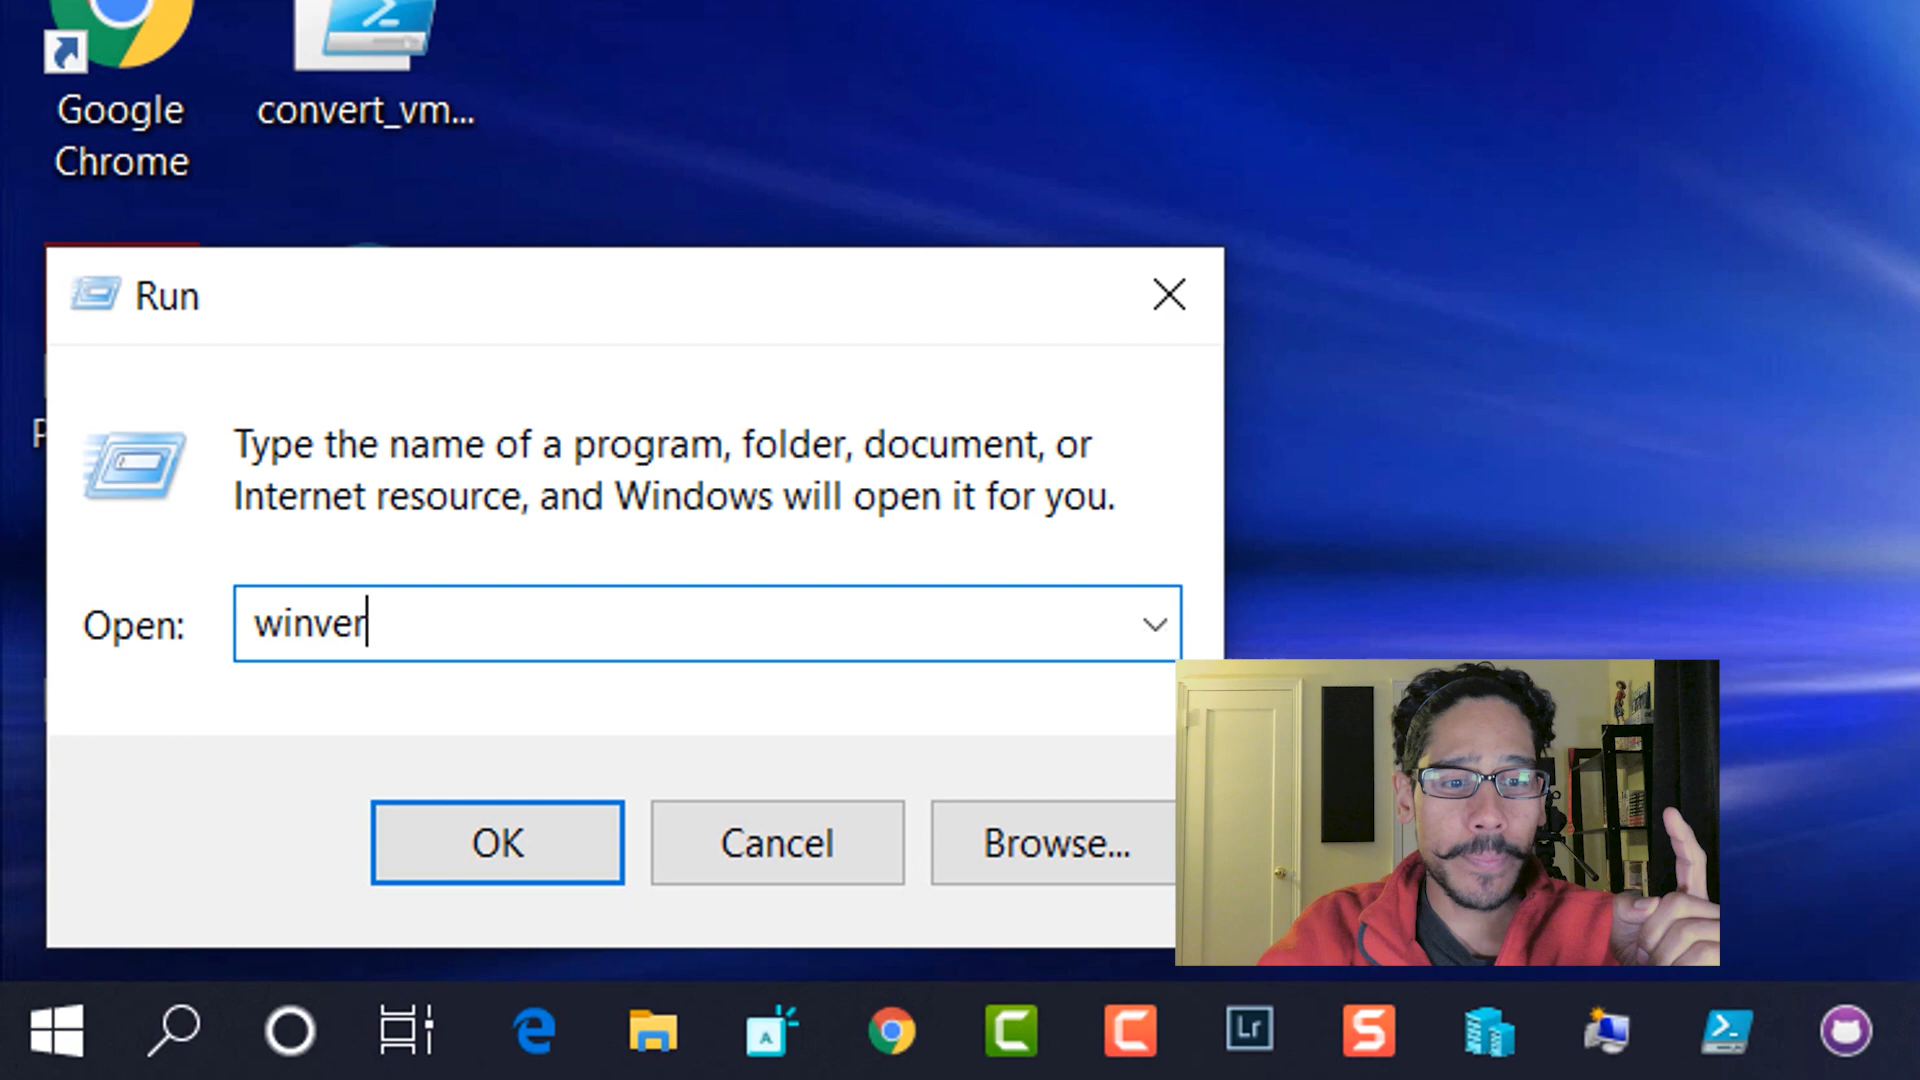 Google
Chrome
convert_vm...
Run
Type the name of a program, folder, document, or
Internet resource, and Windows will open it for you.
Open:
winver
OK
Cancel
Browse...
P
A
Lr
S